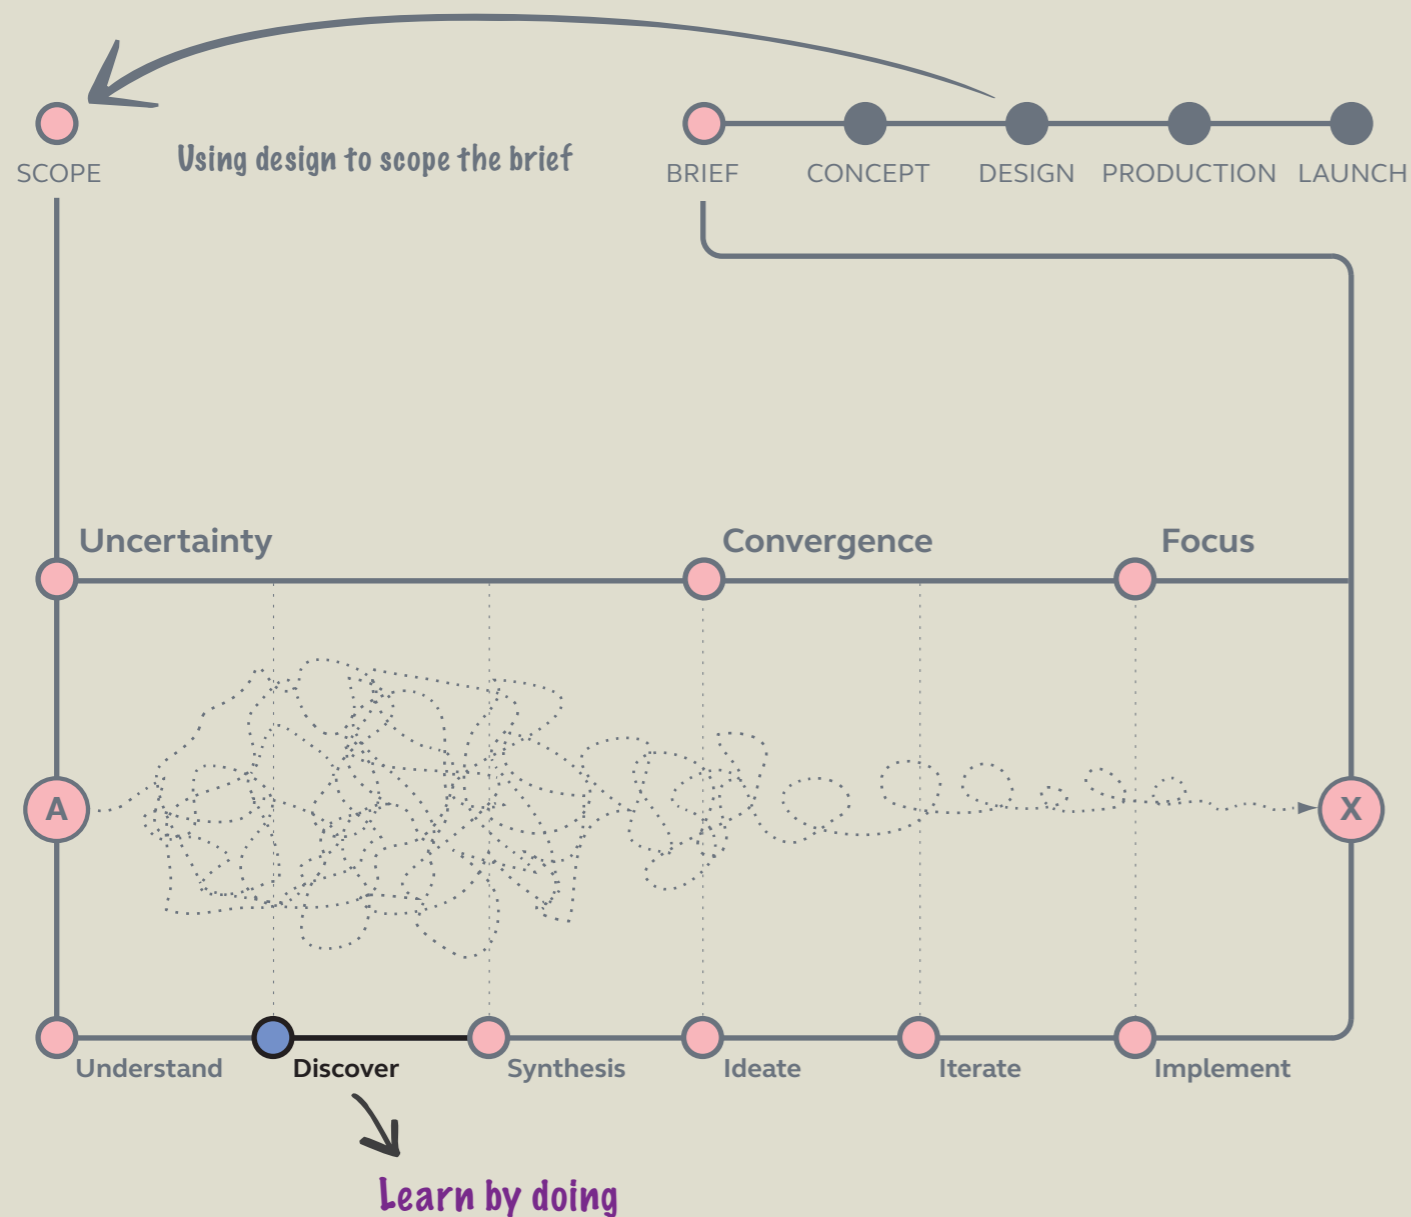 Using design to scope the brief
SCOPE
BRIEF
CONCEPT
DESIGN
PRODUCTION
LAUNCH
Uncertainty
Convergence
Focus
A
X
Understand
Discover
Synthesis
Ideate
Iterate
Implement
Learn by doing